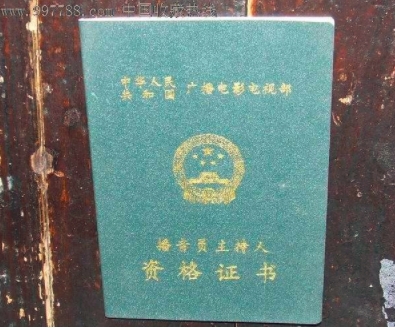 www.997788.com 中国收藏热线
中华人民
共和国 广播电影电视部
播音员主持人
资格证书